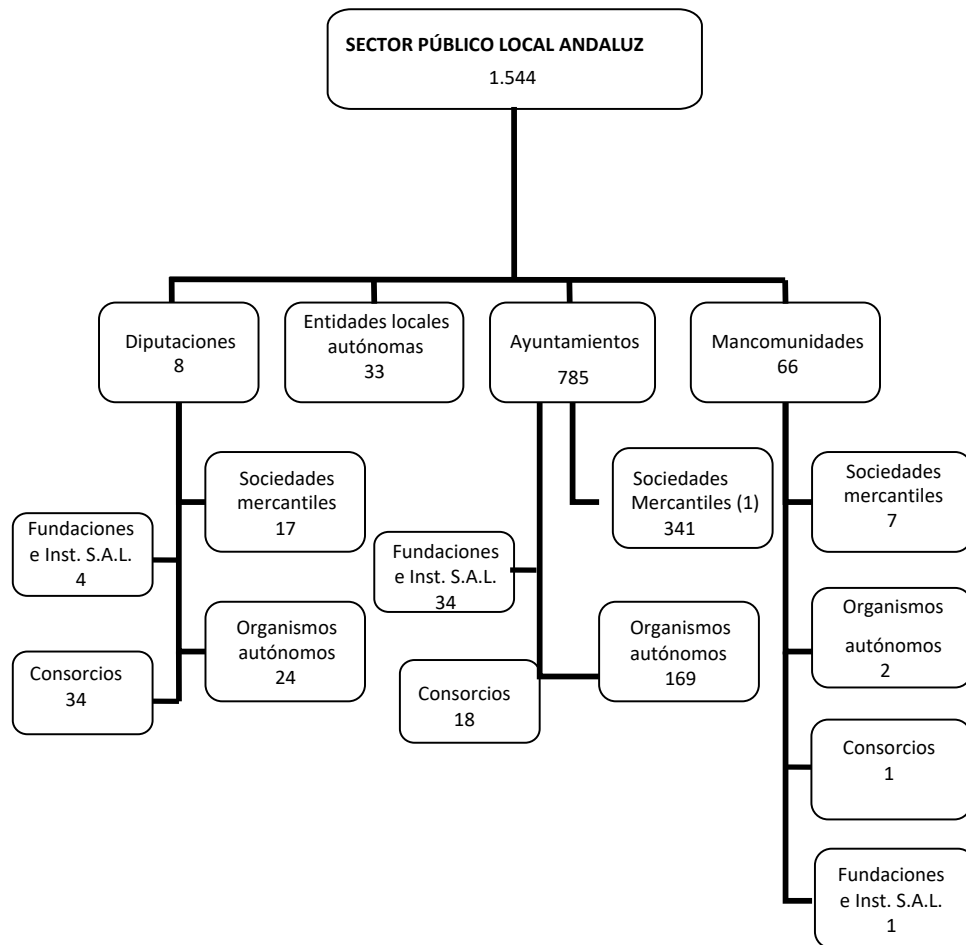 SECTOR PÚBLICO LOCAL ANDALUZ
1.544
Diputaciones
8
Entidades locales
autónomas
33
Ayuntamientos
785
Mancomunidades
66
Sociedades
mercantiles
17
Fundaciones
e Inst. S.A.L.
4
Organismos
autónomos
24
Consorcios
34
Sociedades
Mercantiles (1)
341
Fundaciones
e Inst. S.A.L.
34
Organismos
autónomos
169
Consorcios
18
Sociedades
mercantiles
7
Organismos
autónomos
2
Consorcios
1
Fundaciones
e Inst. S.A.L.
1